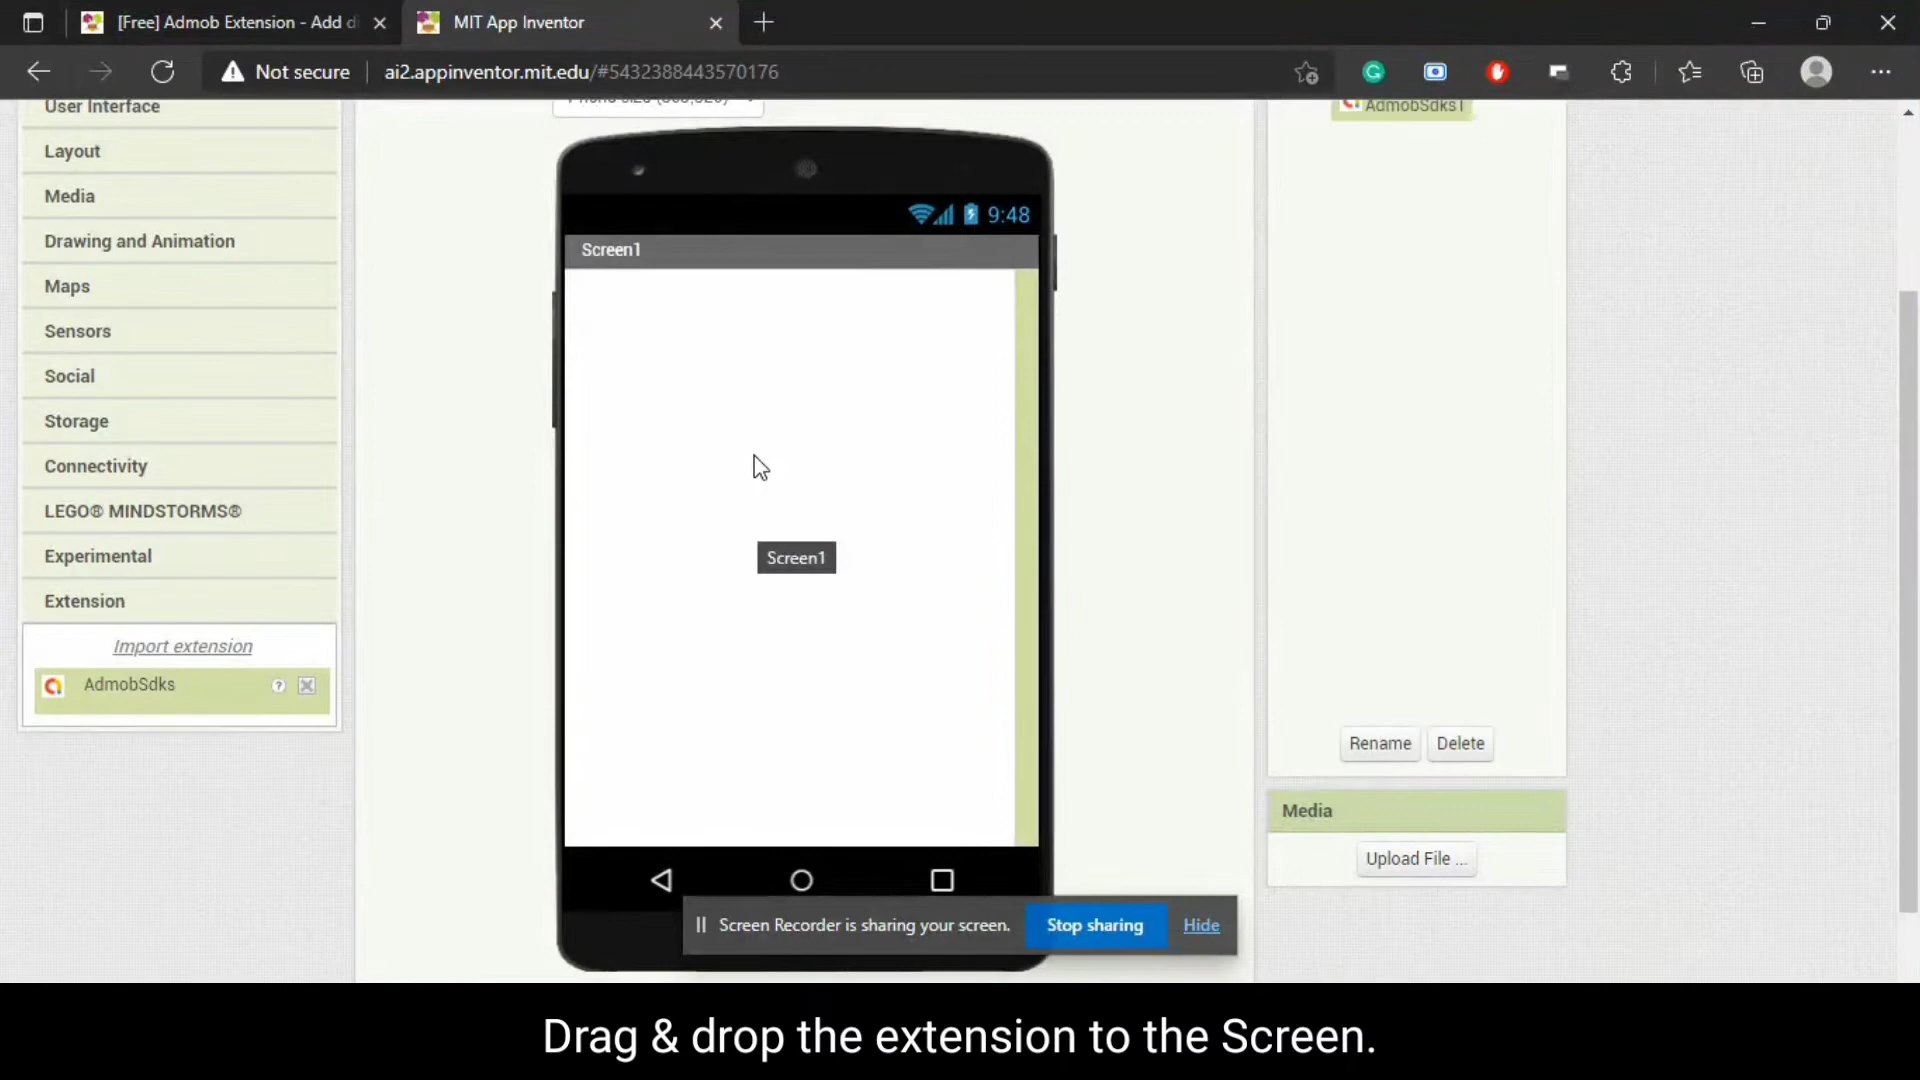 [Free] Admob Extension - Add d
MIT App Inventor
Not secure
ai2.appinventor.mit.edu/#5432388443570176
User Interface
Layout
Media
Drawing and Animation
Maps
Sensors
Social
Storage
Connectivity
LEGO® MINDSTORMS®
Experimental
Extension
Import extension
AdmobSdks
?
9:48
Screen1
Screen1
AdmobSdks1
Rename
Delete
Media
Upload File ...
Screen Recorder is sharing your screen.
Stop sharing
Hide
Drag & drop the extension to the Screen.